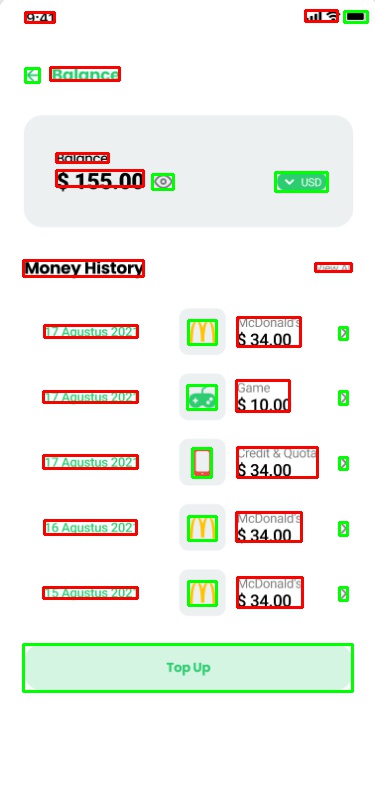 9:41
Balance
Balance
$ 155.00
USD
Money History
View All
17 Agustus 2021
McDonald's
$ 34.00
17 Agustus 2021
Game
$ 10.00
17 Agustus 2021
Credit & Quota
$ 34.00
16 Agustus 2021
McDonald's
$ 34.00
15 Agustus 2021
McDonald's
$ 34.00
Top Up